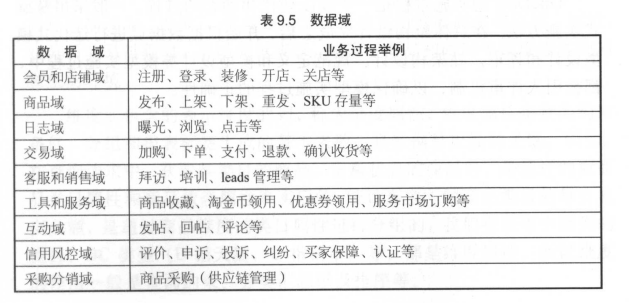 表 9.5 数据域
数 据 域 业务过程举例
会员和店铺域 注册、登录、装修、开店、关店等
商品域 发布、上架、下架、重发、SKU 存量等
日志域 曝光、浏览、点击等
交易域 加购、下单、支付、退款、确认收货等
客服和销售域 拜访、培训、leads 管理等
工具和服务域 商品收藏、淘金币领用、优惠券领用、服务市场订购等
互动域 发帖、回帖、评论等
信用风控域 评价、申诉、投诉、纠纷、买家保障、认证等
采购分销域 商品采购（供应链管理）